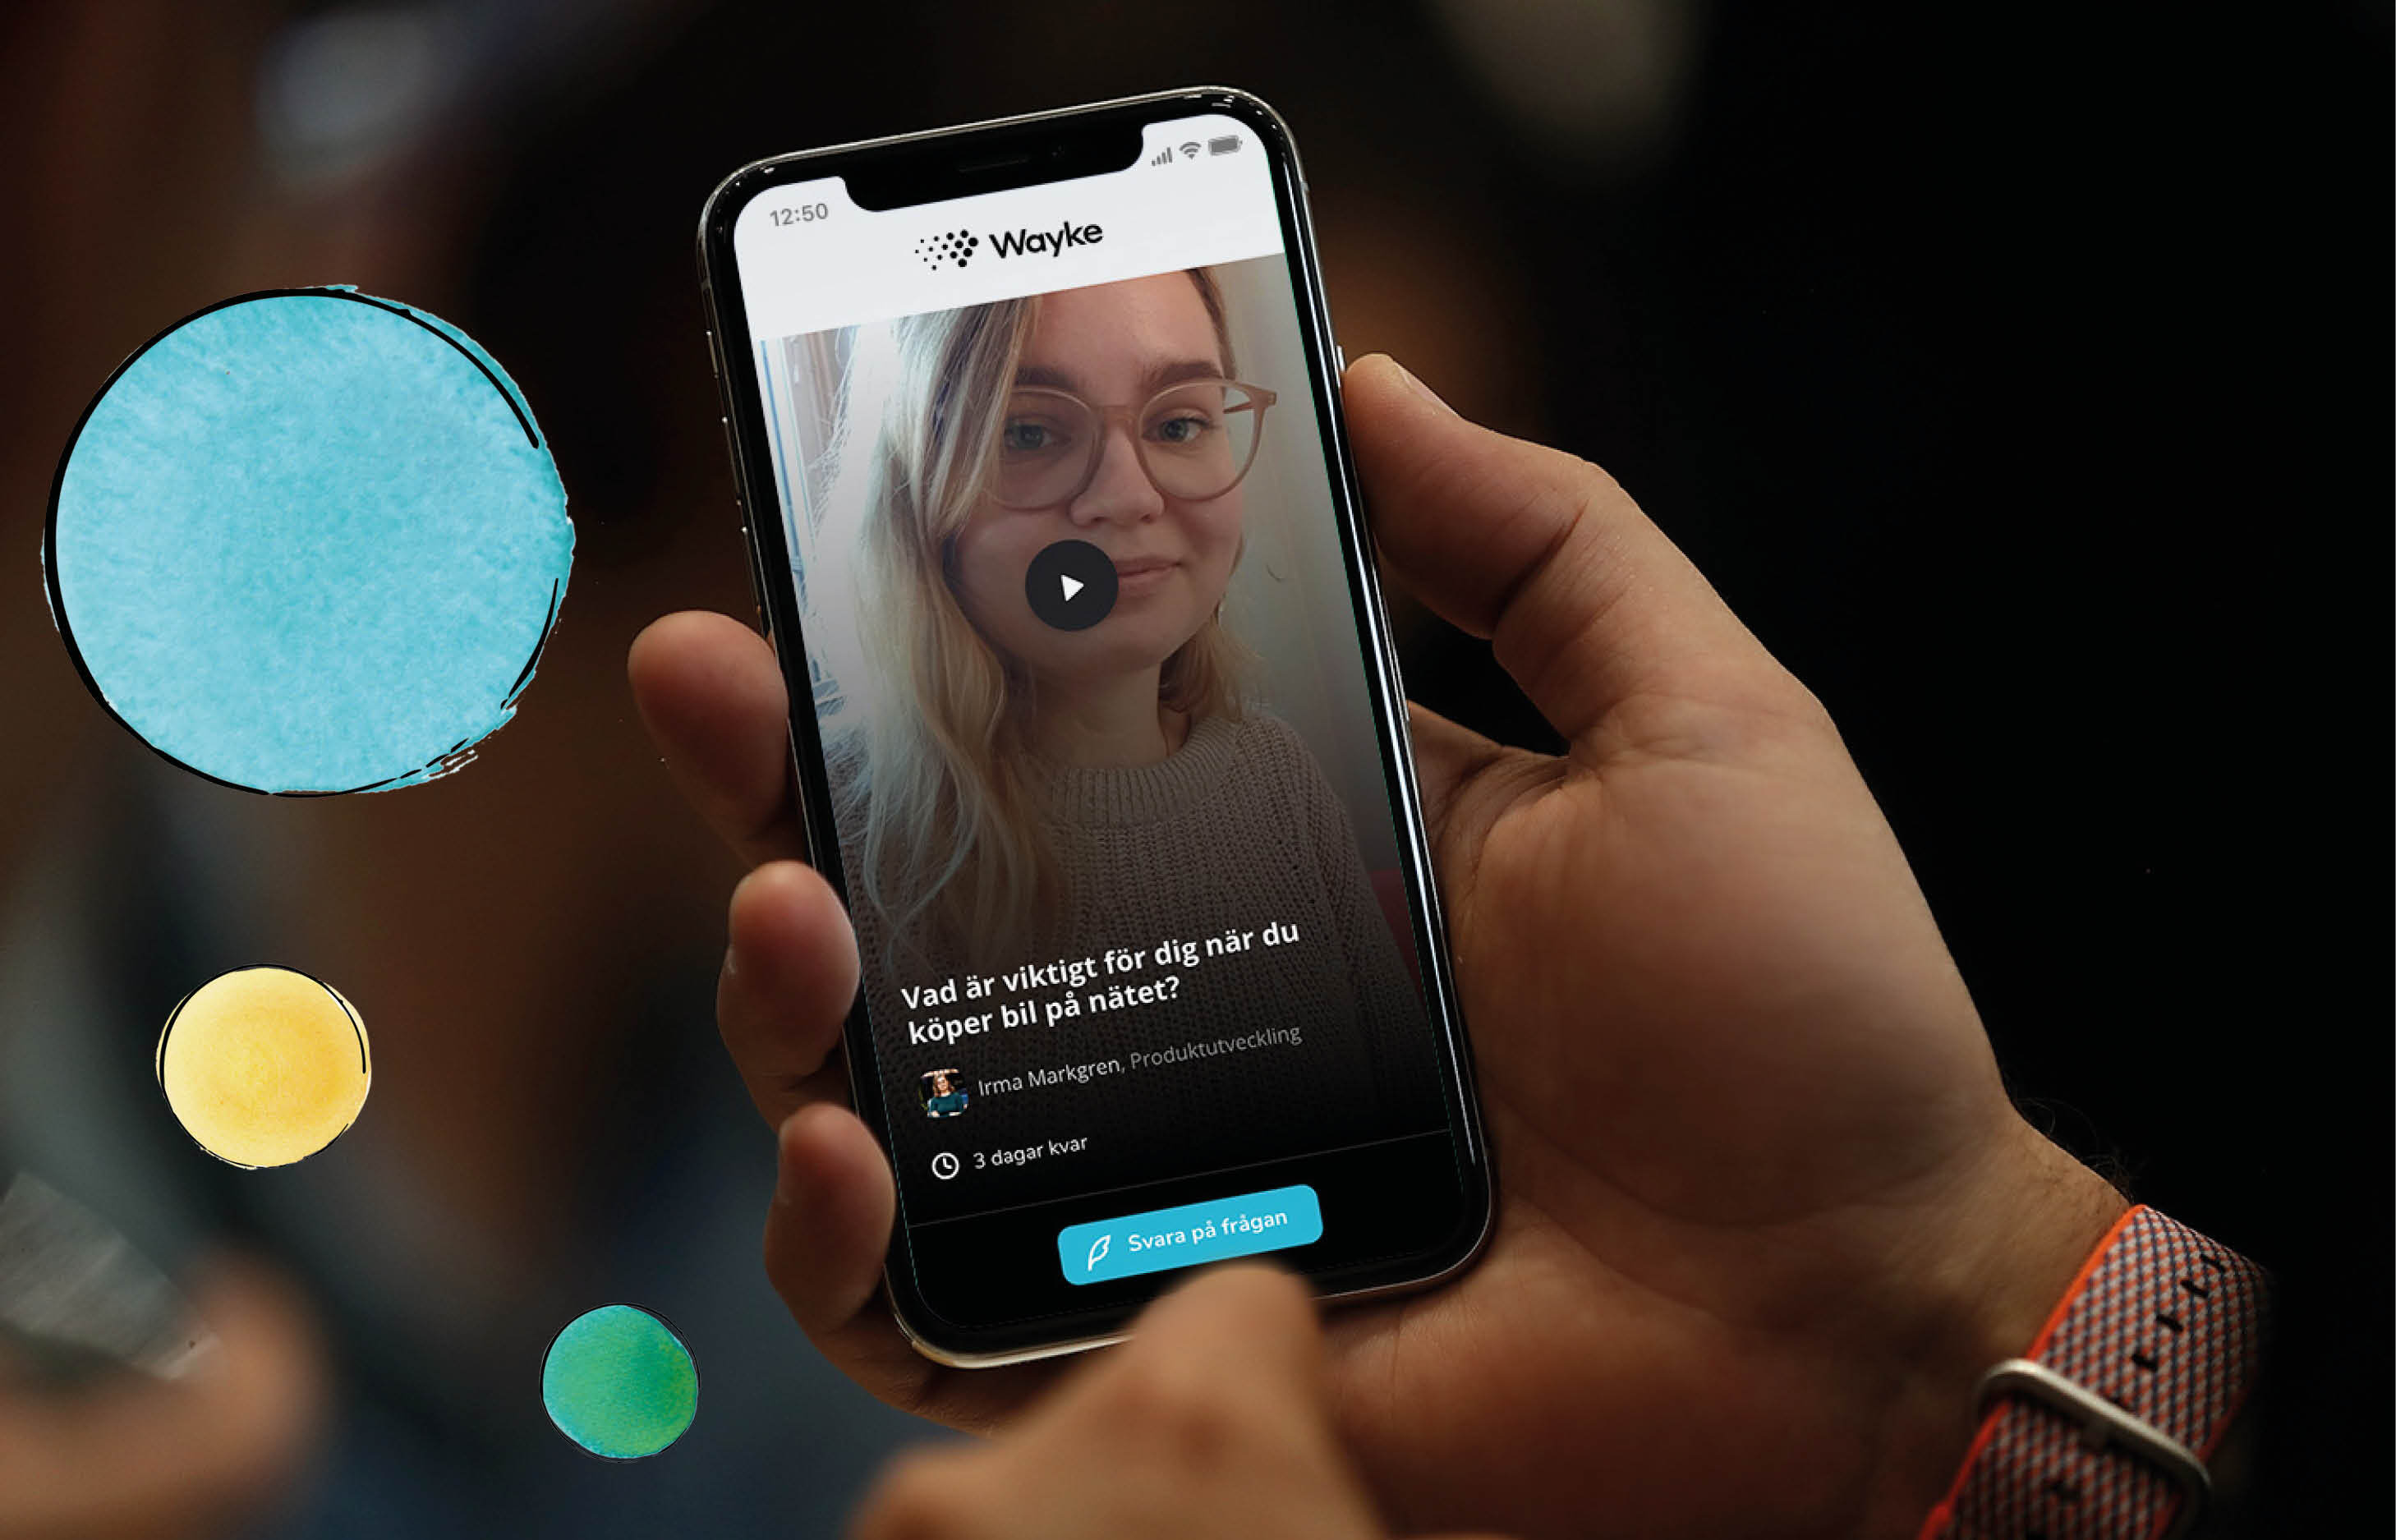 12:50
Wayke
Vad är viktigt för dig när du
köper bil på nätet?
Irma Markgren, Produktutveckling
3 dagar kvar
Svara på frågan